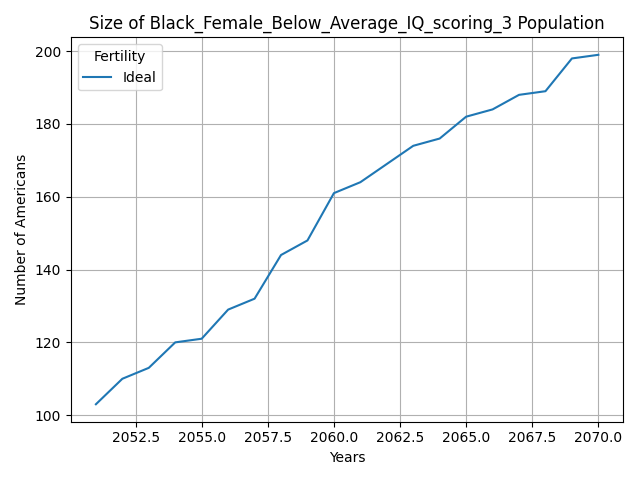 Size of Black_Female_Below_Average_IQ_scoring_3 Population
Fertility
Ideal
Number of Americans
200
180
160
140
120
100
2052.5 2055.0 2057.5 2060.0 2062.5 2065.0 2067.5 2070.0
Years